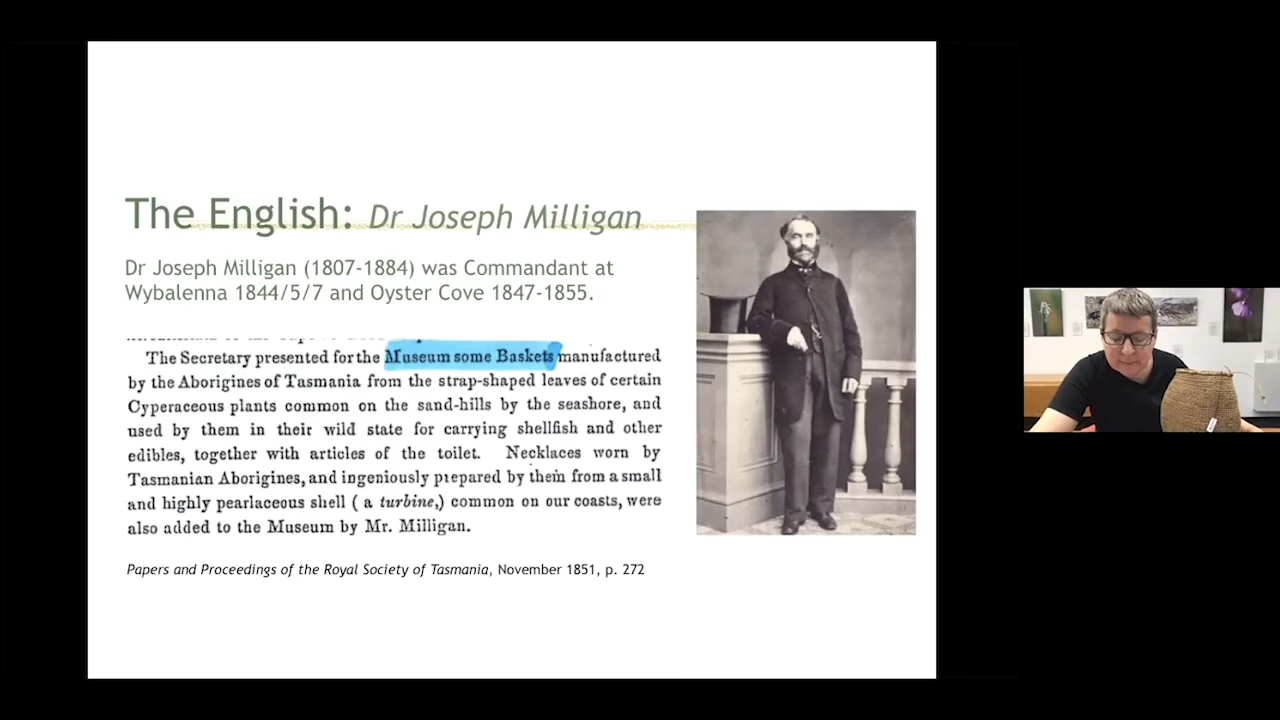 The English: Dr Joseph Milligan
Dr Joseph Milligan (1807-1884) was Commandant at
Wybalenna 1844/5/7 and Oyster Cove 1847-1855.
The Secretary presented for the Museum some Baskets manufactured
by the Aborigines of Tasmania from the strap-shaped leaves of certain
Cyperaceous plants common on the sand-hills by the seashore, and
used by them in their wild state for carrying shellfish and other
edibles, together with articles of the toilet. Necklaces worn by
Tasmanian Aborigines, and ingeniously prepared by them from a small
and highly pearlaceous shell ( a turbine,) common on our coasts, were
also added to the Museum by Mr. Milligan.
Papers and Proceedings of the Royal Society of Tasmania, November 1851, p. 272